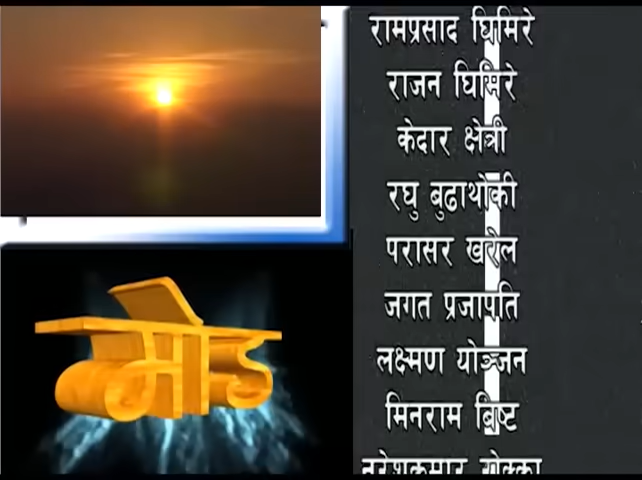 रामप्रसाद घिमिरे
राजन घिमिरे
केदार क्षेत्री
रघु बुढाथोकी
परासर खरेल
जगत प्रजापति
लक्ष्मण योञ्जन
मिनराम बिष्ट